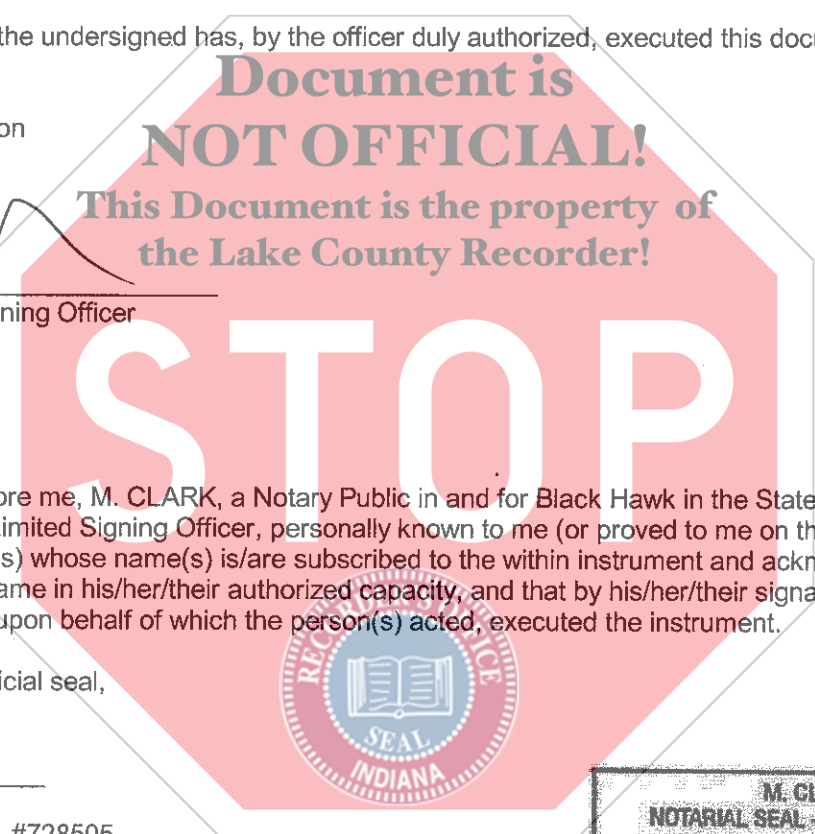 the undersigned has, by the officer duly authorized, executed this docu
Document is
on
NOT OFFICIAL!
This Document is the property of
the Lake County Recorder!
ning Officer
STOP
ore me, M. CLARK, a Notary Public in and for Black Hawk in the State
imited Signing Officer, personally known to me (or proved to me on th
s) whose name(s) is/are subscribed to the within instrument and ackn
ame in his/her/their authorized capacity, and that by his/her/their signa
upon behalf of which the person(s) acted, executed the instrument.
RECORDER'S OFFICE
icial seal,
SEAL
INDIANA
M. CL
NOTARIAL SEAL
#728505